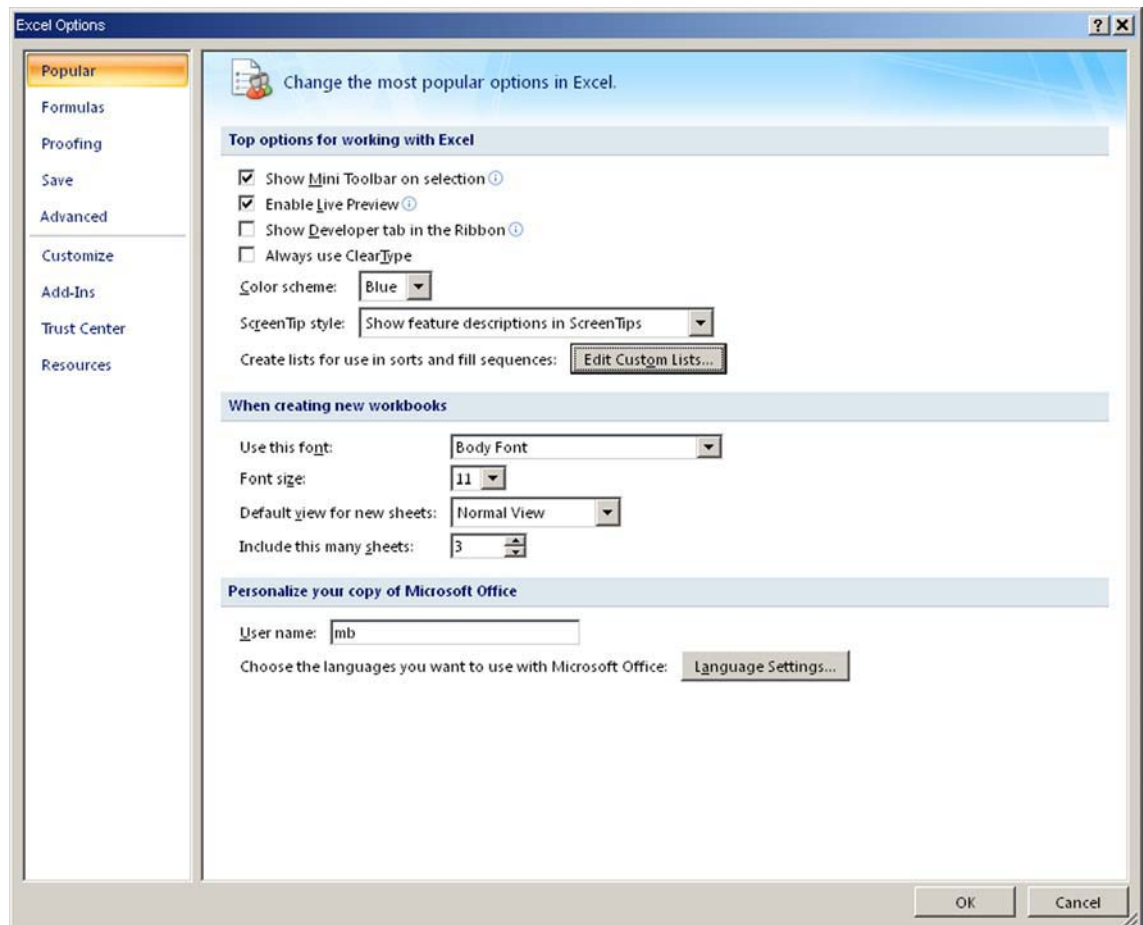 Excel Options
Popular
Formulas
Proofing
Save
Advanced
Customize
Add-Ins
Trust Center
Resources
Change the most popular options in Excel.
Top options for working with Excel
Show Mini Toolbar on selection
Enable Live Preview
Show Developer tab in the Ribbon
Always use ClearType
Color scheme: Blue
ScreenTip style: Show feature descriptions in ScreenTips
Create lists for use in sorts and fill sequences: Edit Custom Lists...
When creating new workbooks
Use this font: Body Font
Font size: 11
Default view for new sheets: Normal View
Include this many sheets: 3
Personalize your copy of Microsoft Office
User name: mb
Choose the languages you want to use with Microsoft Office: Language Settings...
OK Cancel